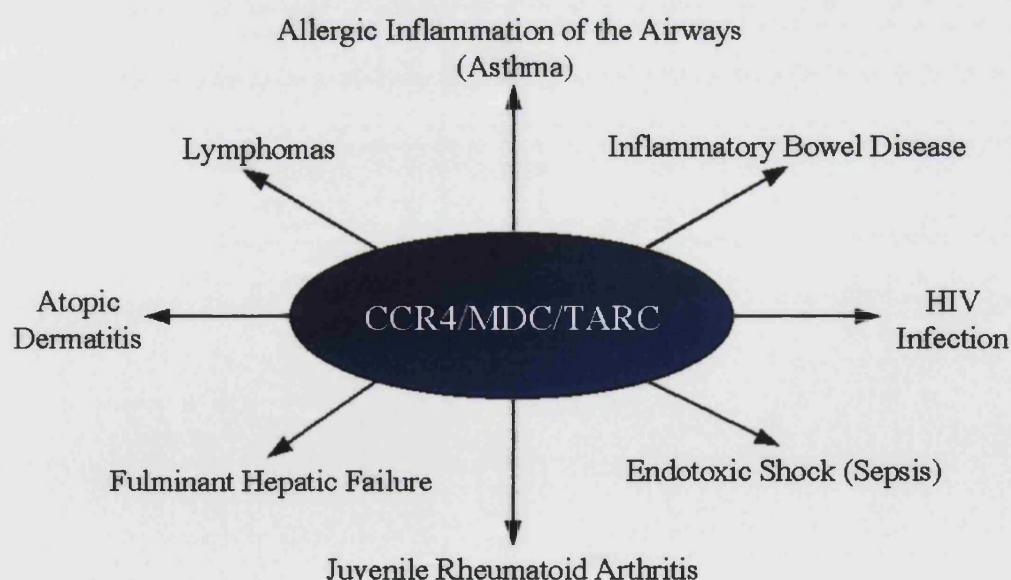 Allergic Inflammation of the Airways
(Asthma)
Lymphomas
Inflammatory Bowel Disease
Atopic
Dermatitis
CCR4/MDC/TARC
HIV
Infection
Fulminant Hepatic Failure
Endotoxic Shock (Sepsis)
Juvenile Rheumatoid Arthritis